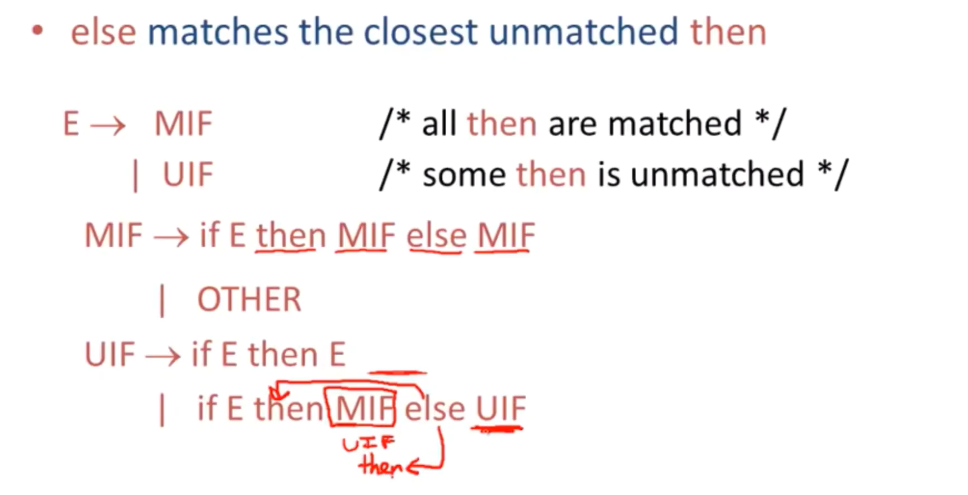 • else matches the closest unmatched then
E → MIF /* all then are matched */
| UIF /* some then is unmatched */
MIF → if E then MIF else MIF
| OTHER
UIF → if E then E
| if E then MIF else UIF
UIF
then